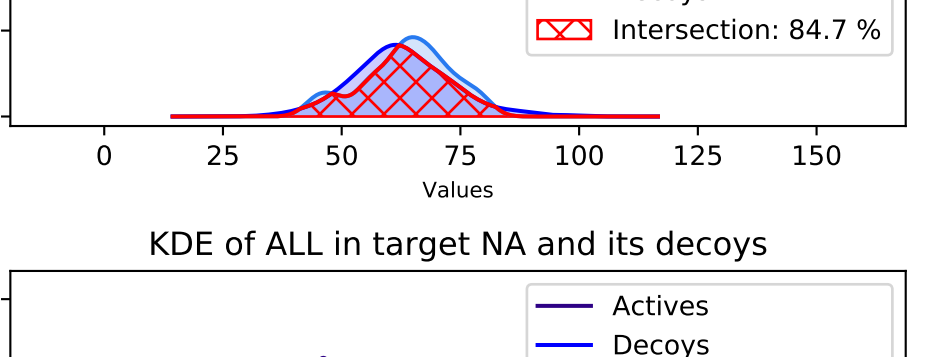 Intersection: 84.7 %
0 25 50 75 100 125 150
Values
KDE of ALL in target NA and its decoys
Actives
Decoys